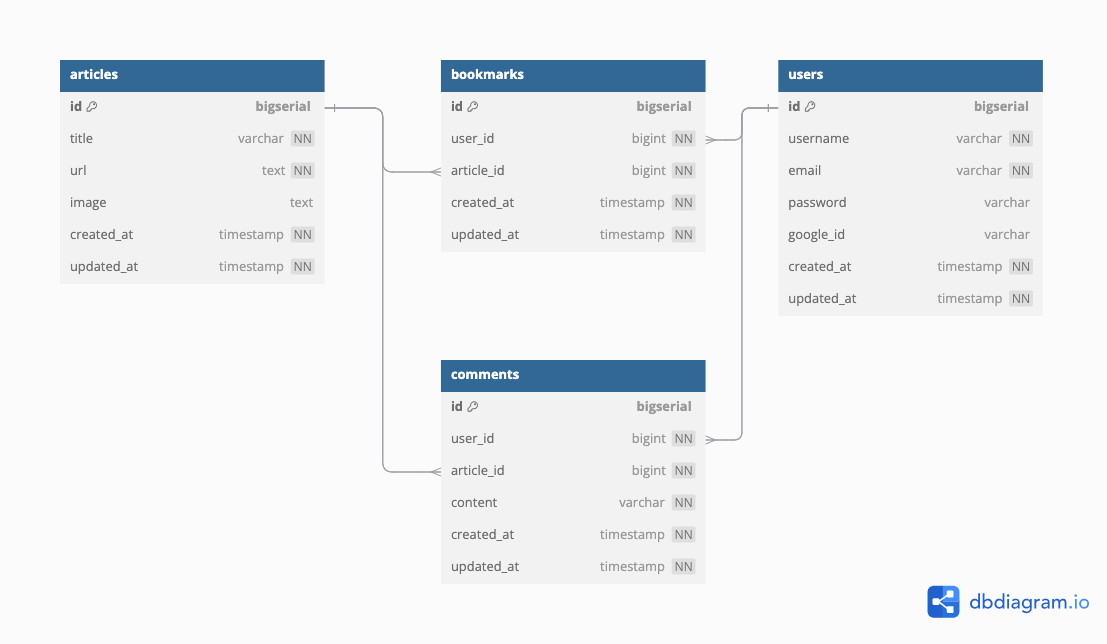 articles
id bigserial
title varchar NN
url text NN
image text
created_at timestamp NN
updated_at timestamp NN
bookmarks
id bigserial
user_id bigint NN
article_id bigint NN
created_at timestamp NN
updated_at timestamp NN
users
id bigserial
username varchar NN
email varchar NN
password varchar
google_id varchar
created_at timestamp NN
updated_at timestamp NN
comments
id bigserial
user_id bigint NN
article_id bigint NN
content varchar NN
created_at timestamp NN
updated_at timestamp NN
dbdiagram.io